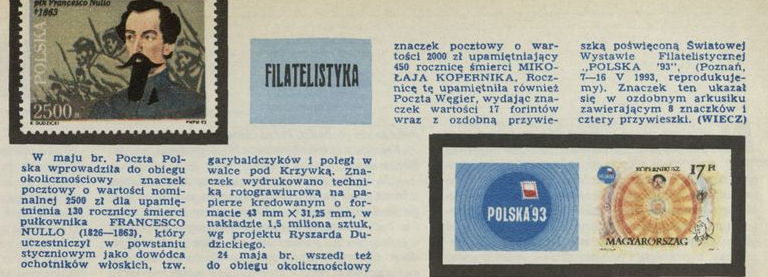 płk Francesco Nullo
†1863
POLSKA
2500 zł
R. DUDZICKI
PWPW 93
FILATELISTYKA
W maju br. Poczta Pol-
ska wprowadziła do obiegu
okolicznościowy znaczek
pocztowy o wartości nomi-
nalnej 2500 zł dla upamię-
tnienia 130 rocznicy śmierci
pułkownika FRANCESCO
NULLO (1826—1863), który
uczestniczył w powstaniu
styczniowym jako dowódca
ochotników włoskich, tzw.
garybaldczyków i poległ w
walce pod Krzywką. Zna-
czek wydrukowano techni-
ką rotograwiurową na pa-
pierze kredowanym o for-
macie 43 mm X 31,25 mm, w
nakładzie 1,5 miliona sztuk,
wg projektu Ryszarda Du-
dzickiego.
24 maja br. wszedł też
do obiegu okolicznościowy
znaczek pocztowy o war-
tości 2000 zł upamiętniający
450 rocznicę śmierci MIKO-
ŁAJA KOPERNIKA. Rocz-
nicę tę upamiętniła również
Poczta Węgier, wydając zna-
czek wartości 17 forintów
wraz z ozdobną przywie-
szką poświęconą Światowej
Wystawie Filatelistycznej
„POLSKA '93", (Poznań,
7—16 V 1993, reprodukuje-
my). Znaczek ten ukazał
się w ozdobnym arkusiku
zawierającym 8 znaczków i
cztery przywieszki. (WIECZ)
POLSKA'93
KOPERNIKUSZ 17 Ft
MAGYARORSZÁG